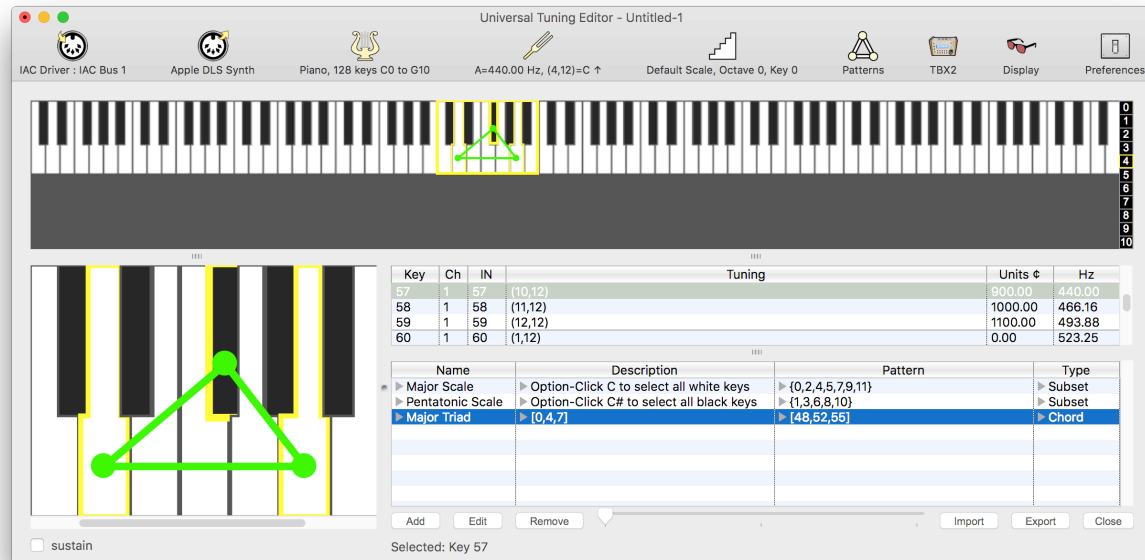 Universal Tuning Editor - Untitled-1
IAC Driver : IAC Bus 1 Apple DLS Synth Piano, 128 keys C0 to G10 A=440.00 Hz, (4,12)=C ↑ Default Scale, Octave 0, Key 0 Patterns TBX2 Display Preferences
0
1
2
3
4
5
6
7
8
9
10
Key Ch IN Tuning Units ¢ Hz
57 1 57 (10,12) 900.00 440.00
58 1 58 (11,12) 1000.00 466.16
59 1 59 (12,12) 1100.00 493.88
60 1 60 (1,12) 0.00 523.25
Name Description Pattern Type
Major Scale Option-Click C to select all white keys {0,2,4,5,7,9,11} Subset
Pentatonic Scale Option-Click C# to select all black keys {1,3,6,8,10} Subset
Major Triad [0,4,7] [48,52,55] Chord
Add Edit Remove Import Export Close
sustain
Selected: Key 57